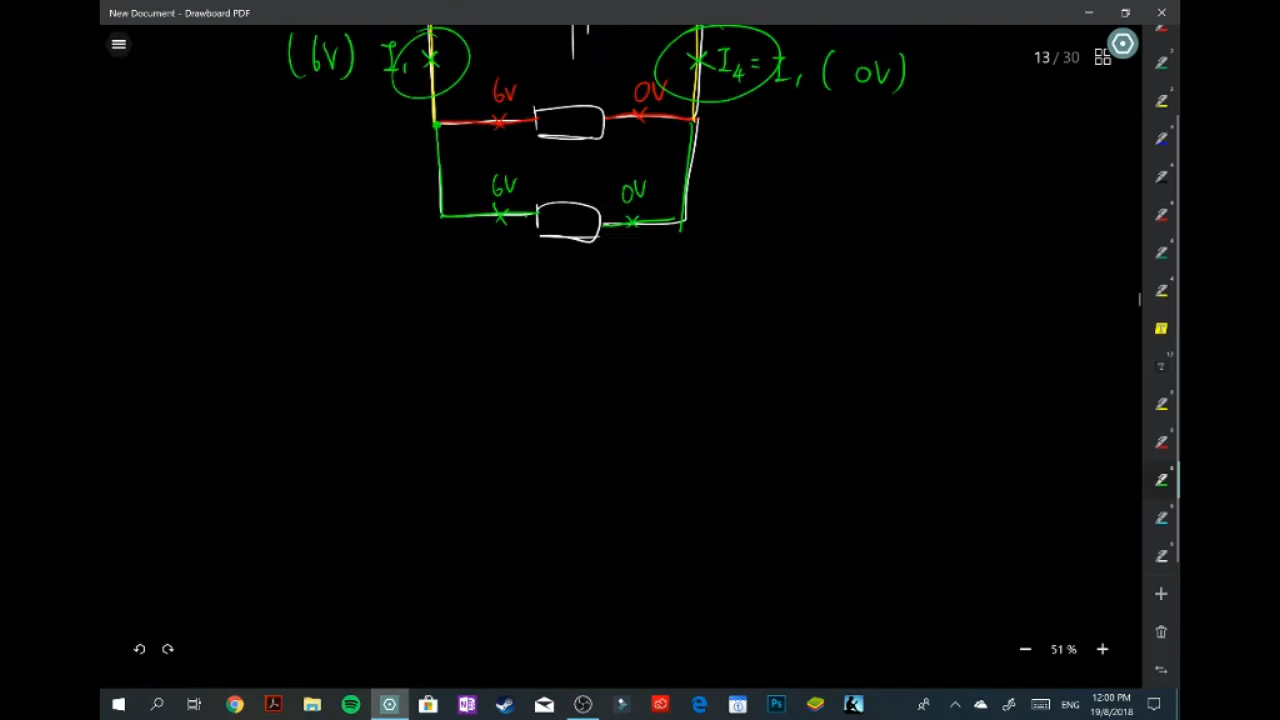 New Document - Drawboard PDF
(6V) I₁
I₄ = I₁ ( 0V)
13 / 30
6V
0V
6V
0V
51 %
12:00 PM
ENG
19/8/2018